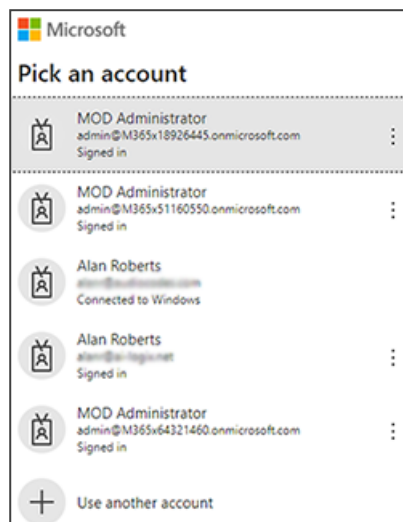 Microsoft
Pick an account
MOD Administrator
admin@M365x18926445.onmicrosoft.com
Signed in
MOD Administrator
admin@M365x51160550.onmicrosoft.com
Signed in
Alan Roberts
Connected to Windows
Alan Roberts
Signed in
MOD Administrator
admin@M365x64321460.onmicrosoft.com
Signed in
Use another account